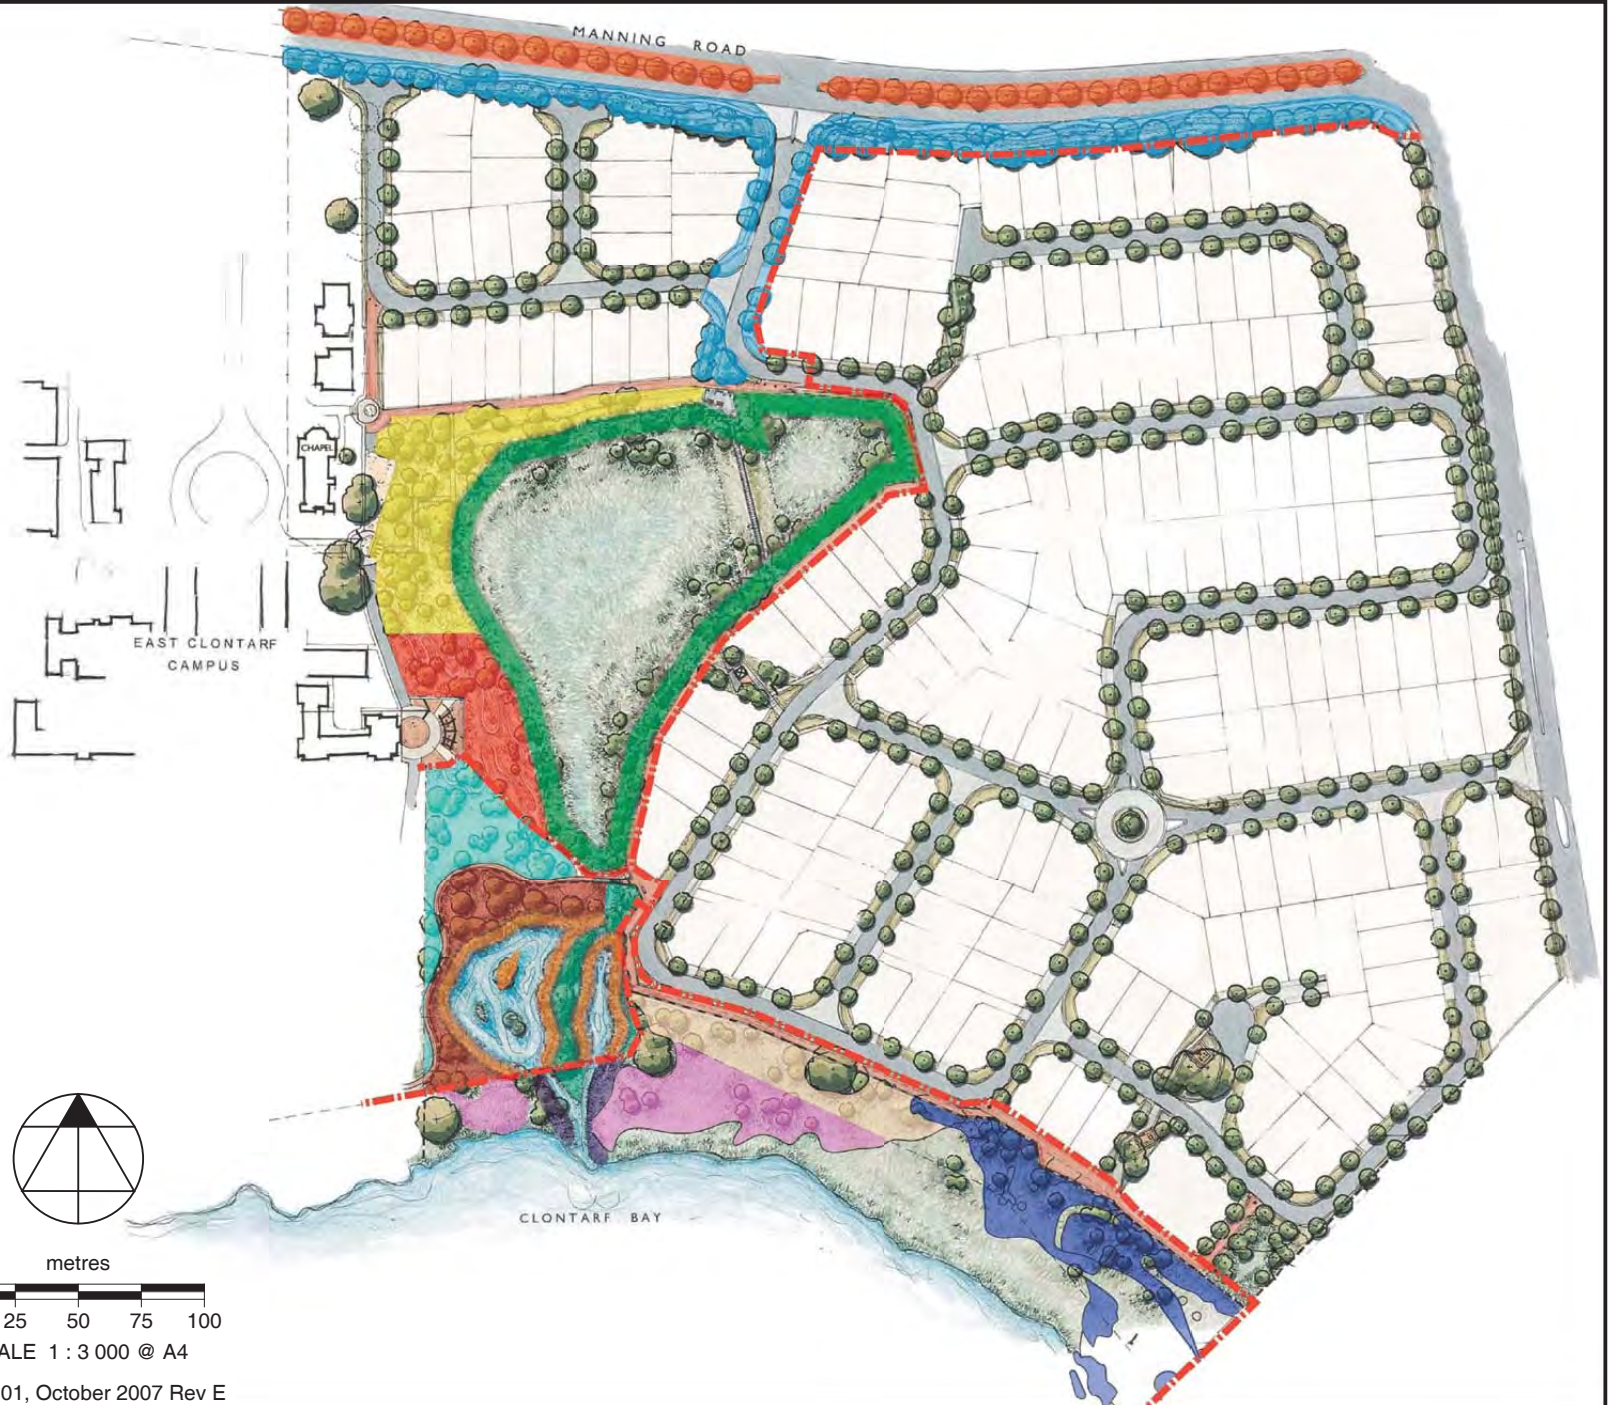 MANNING ROAD
CHAPEL
EAST CLONTARF
CAMPUS
CLONTARF BAY
metres
25 50 75 100
ALE 1 : 3 000 @ A4
01, October 2007 Rev E